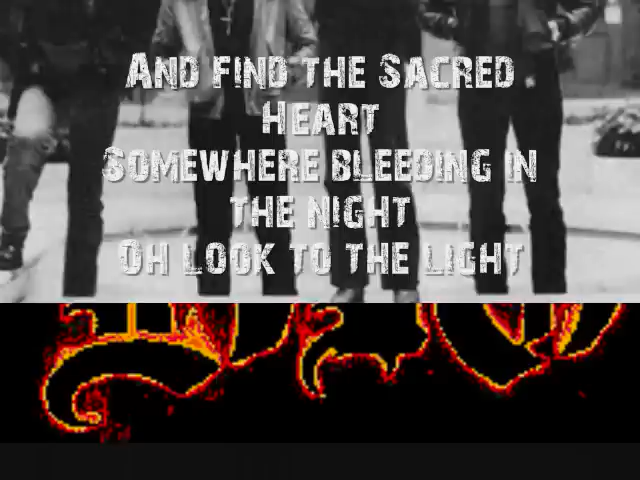 And find the Sacred
Heart
Somewhere bleeding in
the night
Oh look to the light